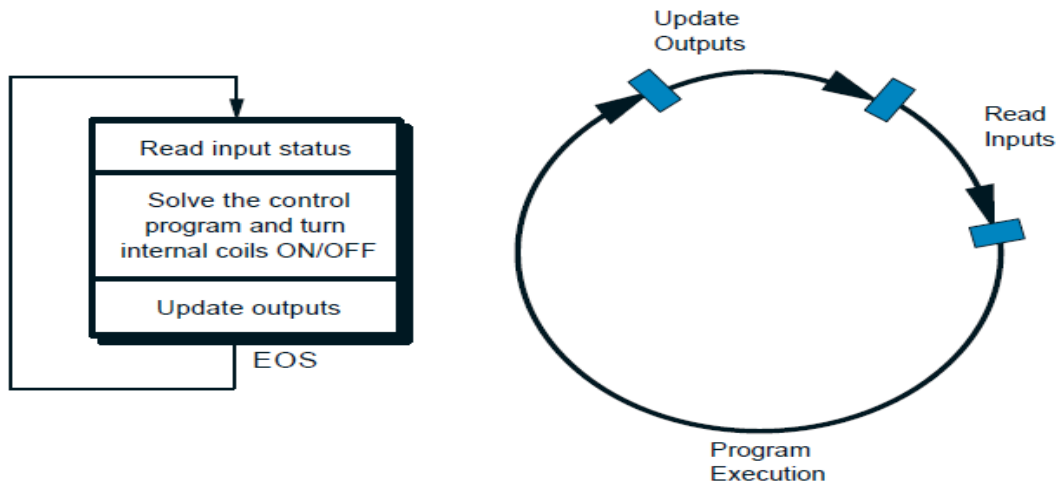 Read input status
Solve the control
program and turn
internal coils ON/OFF
Update outputs
EOS
Update
Outputs
Read
Inputs
Program
Execution